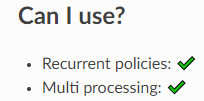 Can I use?
• Recurrent policies: ✔
• Multi processing: ✔